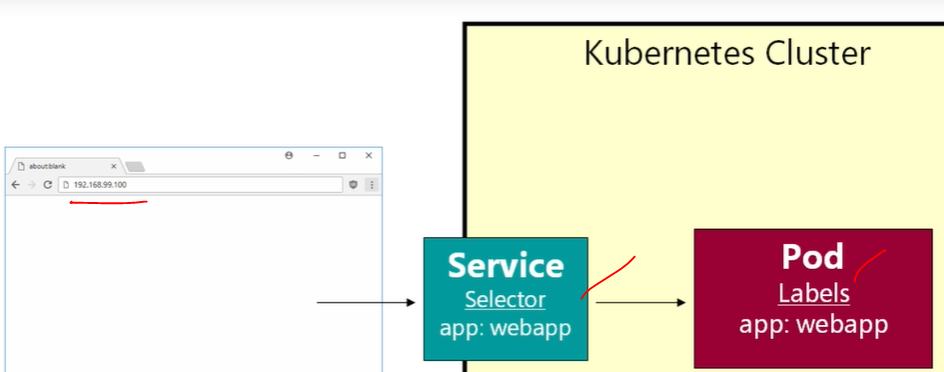 Kubernetes Cluster
about:blank
192.168.99.100
Service
Selector
app: webapp
Pod
Labels
app: webapp